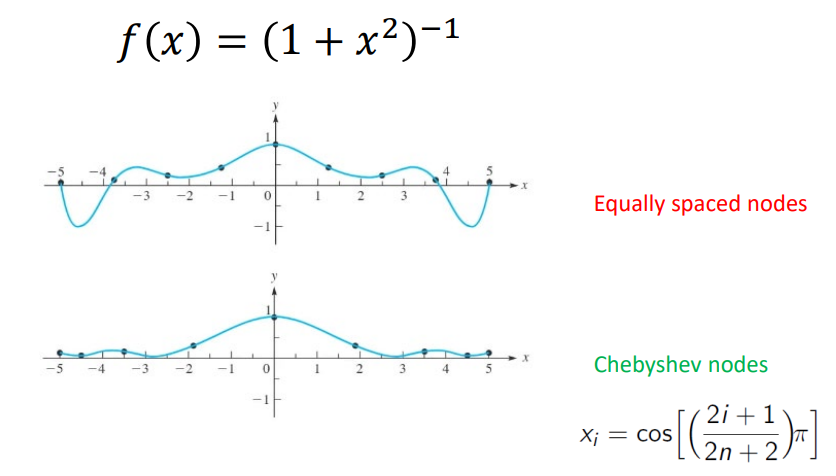 f(x) = (1 + x²)⁻¹
y
1
−5 −4 4 5
x
−3 −2 −1 0 1 2 3
−1
Equally spaced nodes
y
1
x
−5 −4 −3 −2 −1 0 1 2 3 4 5
−1
Chebyshev nodes
xᵢ = cos[((2i + 1)/(2n + 2))π]